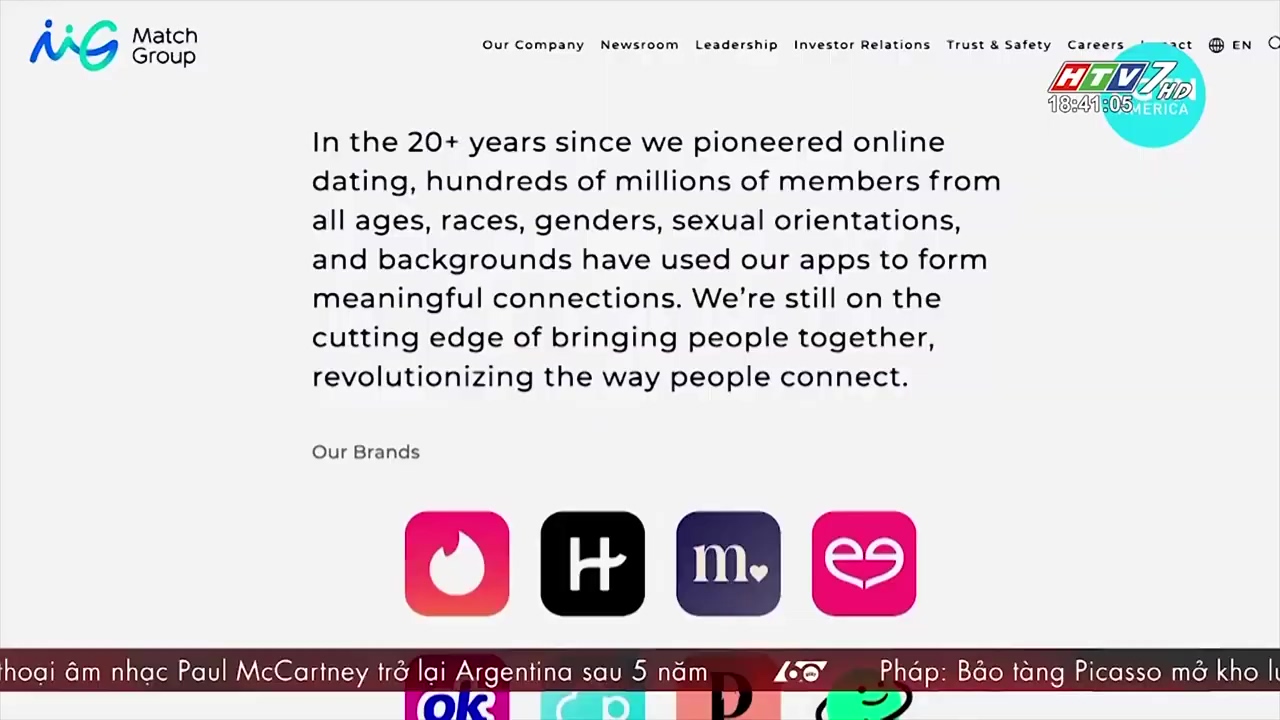 Match
Group
Our Company Newsroom Leadership Investor Relations Trust & Safety Careers EN
HTV7 HD
18:41:05
AMERICA
In the 20+ years since we pioneered online
dating, hundreds of millions of members from
all ages, races, genders, sexual orientations,
and backgrounds have used our apps to form
meaningful connections. We’re still on the
cutting edge of bringing people together,
revolutionizing the way people connect.
Our Brands
H m.
thoại âm nhạc Paul McCartney trở lại Argentina sau 5 năm 60 Pháp: Bảo tàng Picasso mở kho
ok